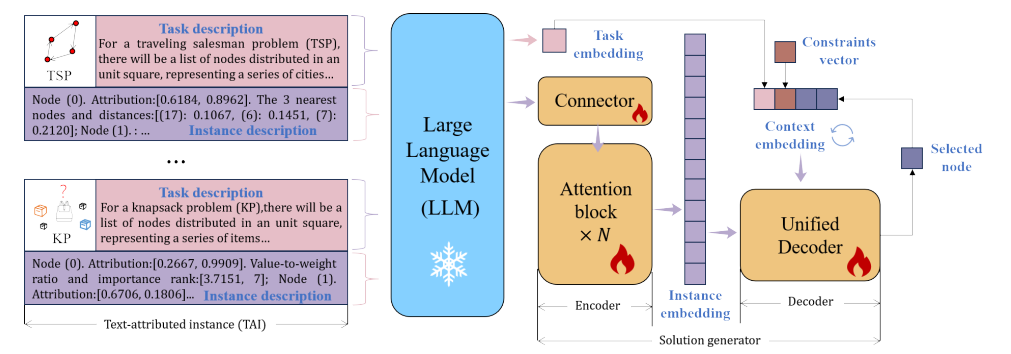 Task description
For a traveling salesman problem (TSP),
there will be a list of nodes distributed in an
unit square, representing a series of cities...
TSP
Node (0). Attribution:[0.6184, 0.8962]. The 3 nearest
nodes and distances:[(17): 0.1067, (6): 0.1451, (7):
0.2120]; Node (1). : ...
Instance description
...
Task description
For a knapsack problem (KP),there will be a
list of nodes distributed in an unit square,
representing a series of items...
?
KP
Node (0). Attribution:[0.2667, 0.9909]. Value-to-weight
ratio and importance rank:[3.7151, 7]; Node (1).
Attribution:[0.6706, 0.1806]...
Instance description
Text-attributed instance (TAI)
Large
Language
Model
(LLM)
Task
embedding
Connector
Attention
block
× N
Encoder
Instance
embedding
Constraints
vector
Context
embedding
Selected
node
Unified
Decoder
Decoder
Solution generator